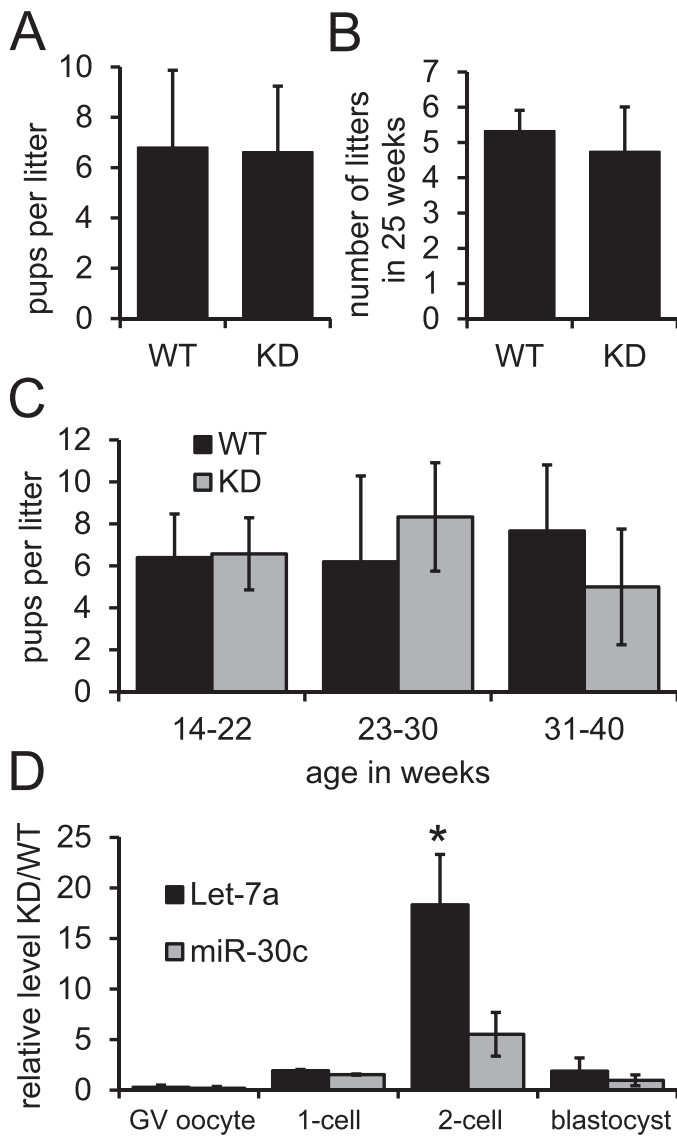 A
pups per litter
10
8
6
4
2
0
WT KD
B
number of litters
in 25 weeks
7
6
5
4
3
2
1
0
WT KD
C
pups per litter
12
10
8
6
4
2
0
WT
KD
14-22 23-30 31-40
age in weeks
D
relative level KD/WT
25
20
15
10
5
0
*
Let-7a
miR-30c
GV oocyte 1-cell 2-cell blastocyst